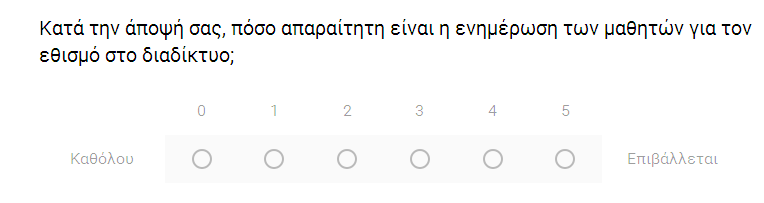 Κατά την άποψή σας, πόσο απαραίτητη είναι η ενημέρωση των μαθητών για τον
εθισμό στο διαδίκτυο;
0 1 2 3 4 5
Καθόλου Επιβάλλεται